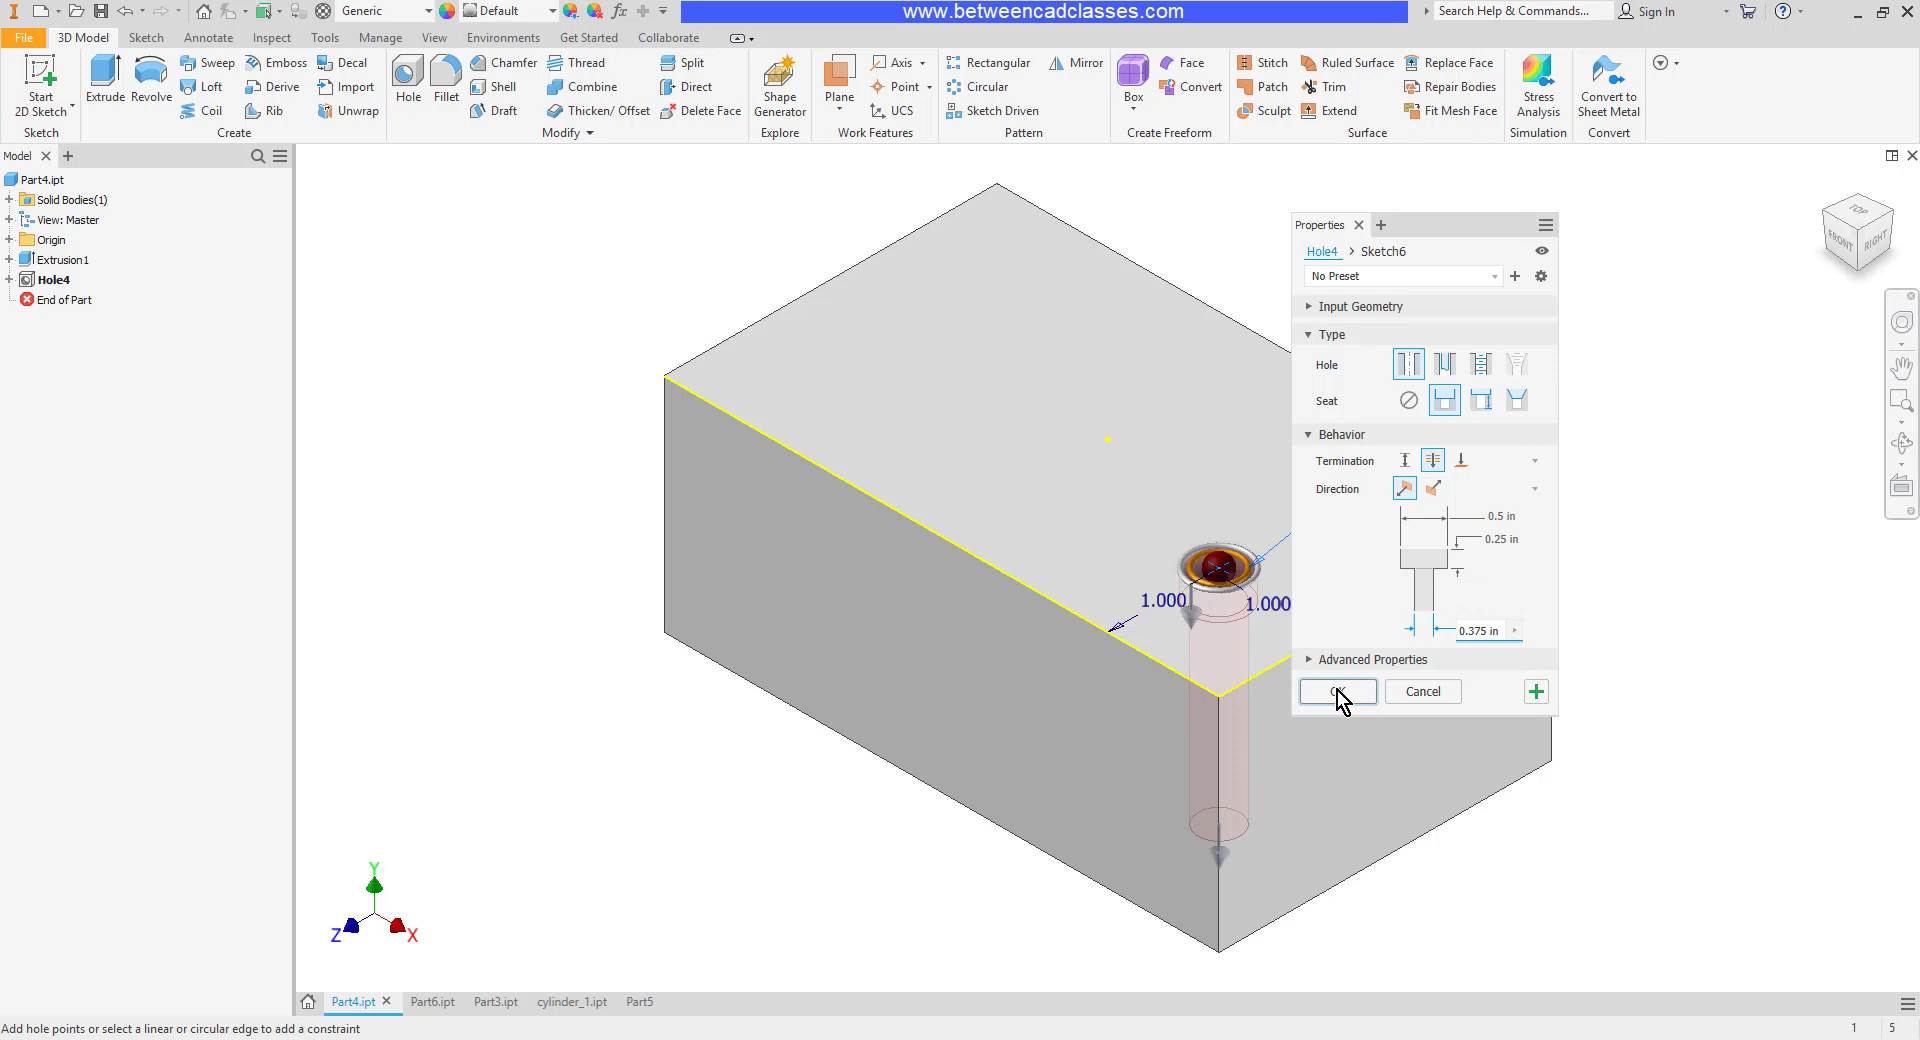 Generic Default www.betweencadclasses.com Search Help & Commands... Sign In
File 3D Model Sketch Annotate Inspect Tools Manage View Environments Get Started Collaborate
Start 2D Sketch Extrude Revolve Sweep Emboss Decal Hole Fillet Chamfer Thread Split Shape Generator Plane Axis Rectangular Mirror Box Face Stitch Ruled Surface Replace Face Stress Analysis Convert to Sheet Metal
Loft Derive Import Shell Combine Direct Point Circular Convert Patch Trim Repair Bodies
Coil Rib Unwrap Draft Thicken/ Offset Delete Face UCS Sketch Driven Sculpt Extend Fit Mesh Face
Sketch Create Modify Explore Work Features Pattern Create Freeform Surface Simulation Convert
Model
Part4.ipt
Solid Bodies(1)
View: Master
Origin
Extrusion1
Hole4
End of Part
TOP
FRONT RIGHT
Properties
Hole4 > Sketch6
No Preset
Input Geometry
Type
Hole
Seat
Behavior
Termination
Direction
0.5 in
0.25 in
0.375 in
Advanced Properties
OK Cancel
1.000 1.000
Y
Z X
Part4.ipt Part6.ipt Part3.ipt cylinder_1.ipt Part5
Add hole points or select a linear or circular edge to add a constraint 1 5